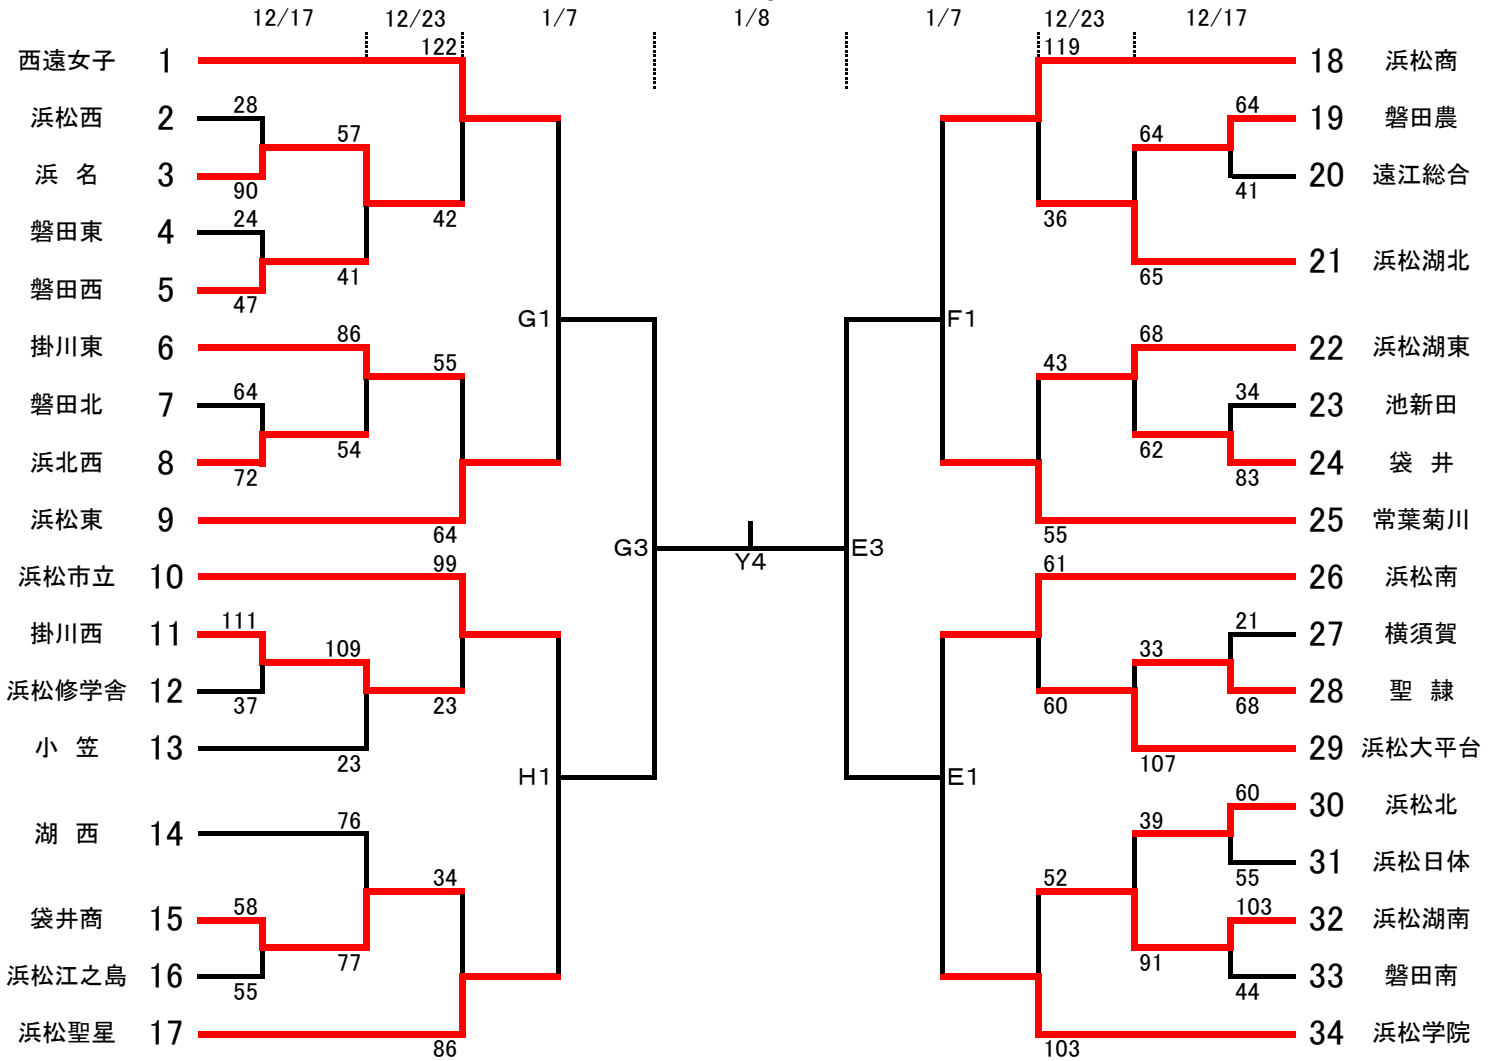 12/17 12/23 1/7 1/8 1/7 12/23 12/17
122 119
西遠女子 1 18 浜松商
28 64
浜松西 2 19 磐田農
57 64
浜 名 3 20 遠江総合
90 41
24 42 36
磐田東 4
41 65
磐田西 5 21 浜松湖北
47
G1 F1
86 68
掛川東 6 22 浜松湖東
55 43
64 34
磐田北 7 23 池新田
54 62
浜北西 8 24 袋 井
72 83
浜松東 9 25 常葉菊川
64 55
G3 Y4 E3
99 61
浜松市立 10 26 浜松南
111 21
掛川西 11 27 横須賀
109 33
浜松修学舎 12 28 聖 隷
37 23 60 68
小 笠 13 29 浜松大平台
23 107
H1 E1
60
30 浜松北
76 39
湖 西 14
31 浜松日体
34 52 55
58 103
袋井商 15 32 浜松湖南
77 91
浜松江之島 16 33 磐田南
55 44
浜松聖星 17 34 浜松学院
86 103